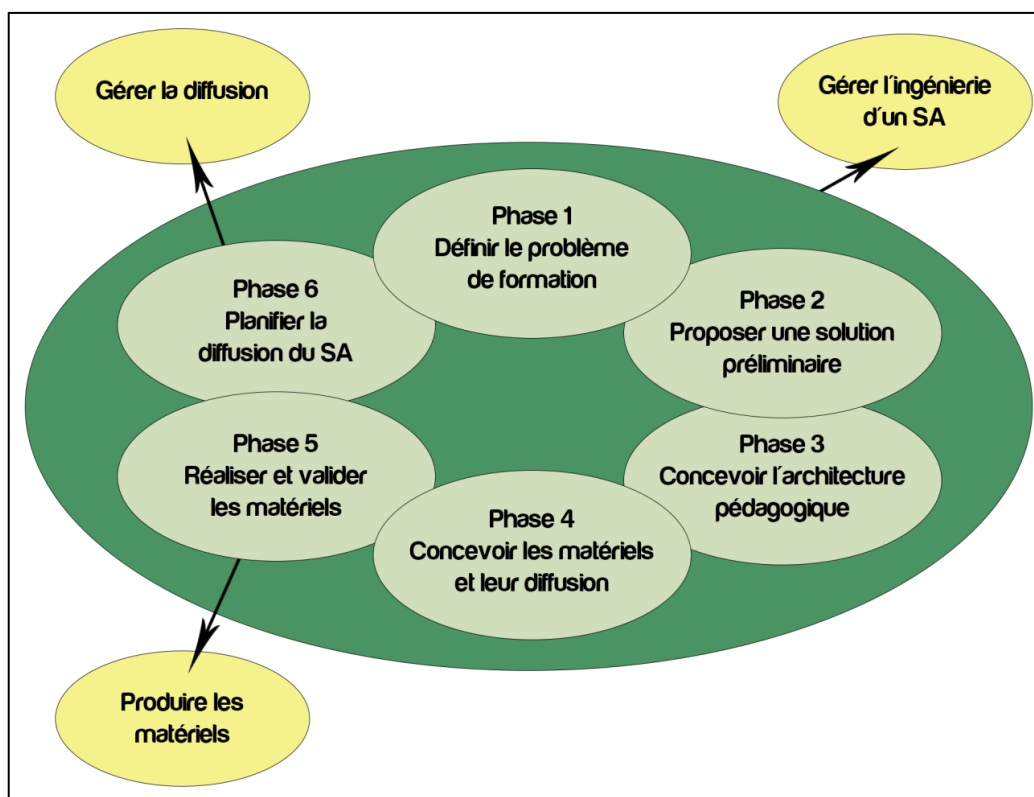 Gérer la diffusion
Gérer l'ingénierie
d'un SA
Phase 1
Définir le problème
de formation
Phase 6
Planifier la
diffusion du SA
Phase 2
Proposer une solution
préliminaire
Phase 5
Réaliser et valider
les matériels
Phase 3
Concevoir l'architecture
pédagogique
Phase 4
Concevoir les matériels
et leur diffusion
Produire les
matériels